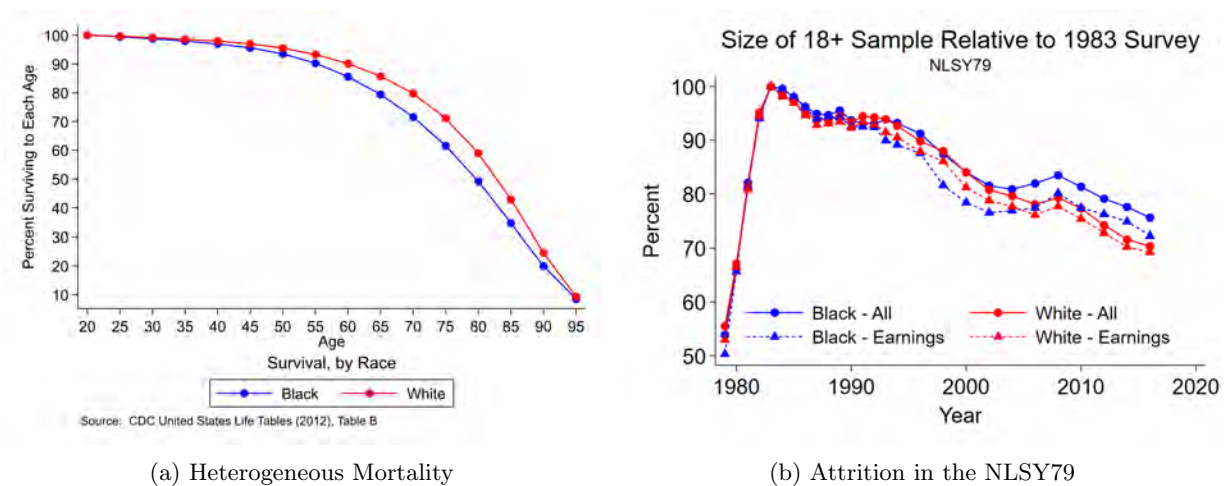 Percent Surviving to Each Age
100
90
80
70
60
50
40
30
20
10
20 25 30 35 40 45 50 55 60 65 70 75 80 85 90 95
Age
Survival, by Race
Black White
Source: CDC United States Life Tables (2012), Table B
(a) Heterogeneous Mortality
Size of 18+ Sample Relative to 1983 Survey
NLSY79
Percent
100
90
80
70
60
50
Black - All White - All
Black - Earnings White - Earnings
1980 1990 2000 2010 2020
Year
(b) Attrition in the NLSY79